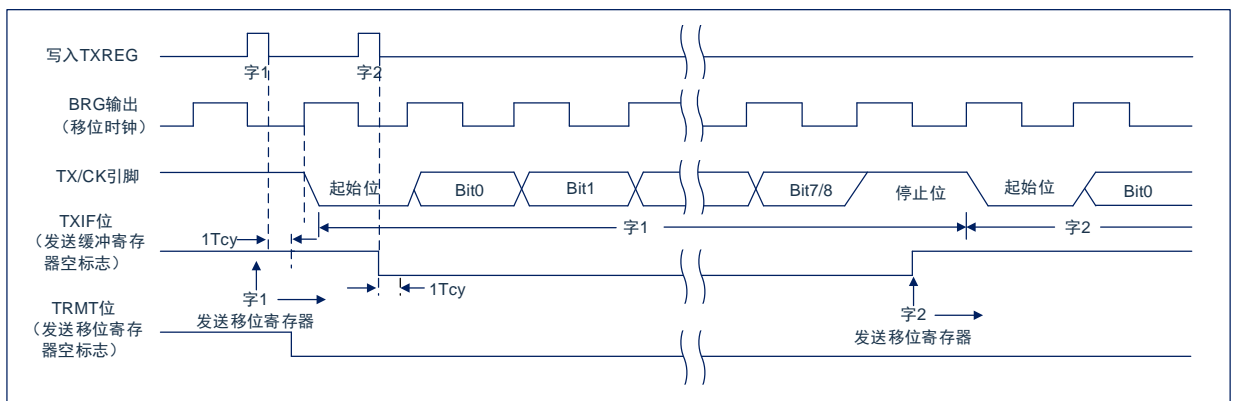 写入TXREG
字1
字2
BRG输出
（移位时钟）
TX/CK引脚
起始位
Bit0
Bit1
Bit7/8
停止位
起始位
Bit0
TXIF位
（发送缓冲寄存
器空标志）
1Tcy
字1
字2
1Tcy
字1
发送移位寄存器
字2
发送移位寄存器
TRMT位
（发送移位寄存
器空标志）